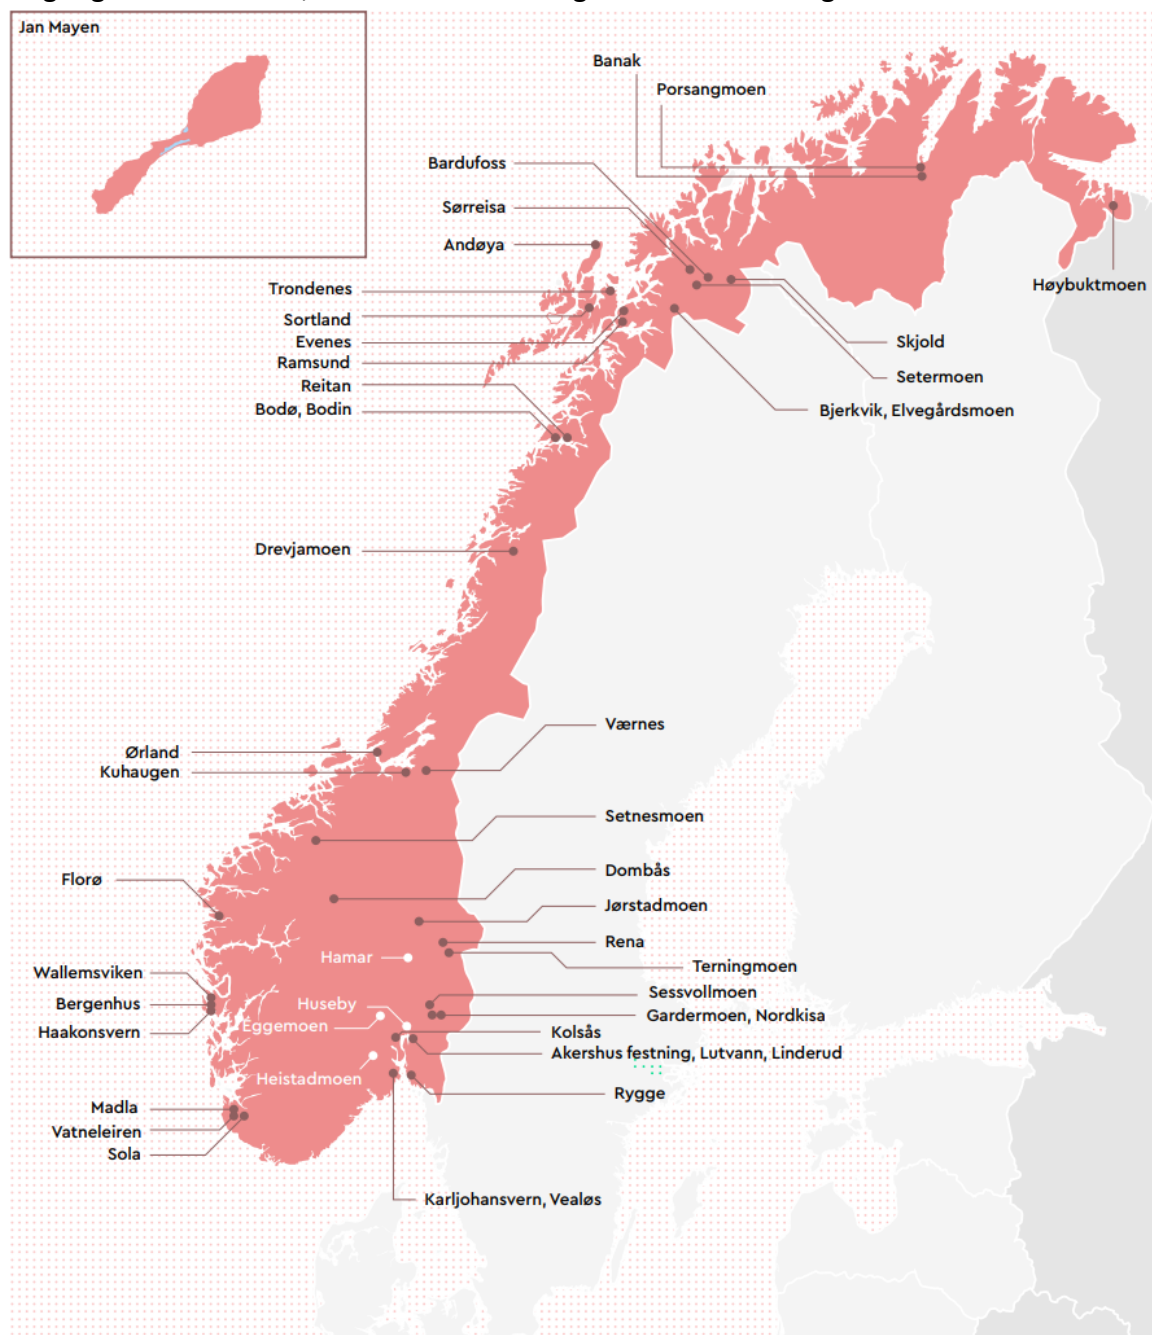 Jan Mayen
Banak
Porsangmoen
Bardufoss
Sørreisa
Andøya
Høybuktmoen
Trondenes
Sortland
Evenes
Ramsund
Reitan
Bodø, Bodin
Skjold
Setermoen
Bjerkvik, Elvegårdsmoen
Drevjamoen
Værnes
Ørland
Kuhaugen
Setnesmoen
Dombås
Florø
Jørstadmoen
Rena
Hamar
Terningmoen
Wallemsviken
Sessvollmoen
Bergenhus
Huseby
Gardermoen, Nordkisa
Eggemoen
Haakonsvern
Kolsås
Akershus festning, Lutvann, Linderud
Heistadmoen
Rygge
Madla
Vatneleiren
Sola
Karljohansvern, Vealøs